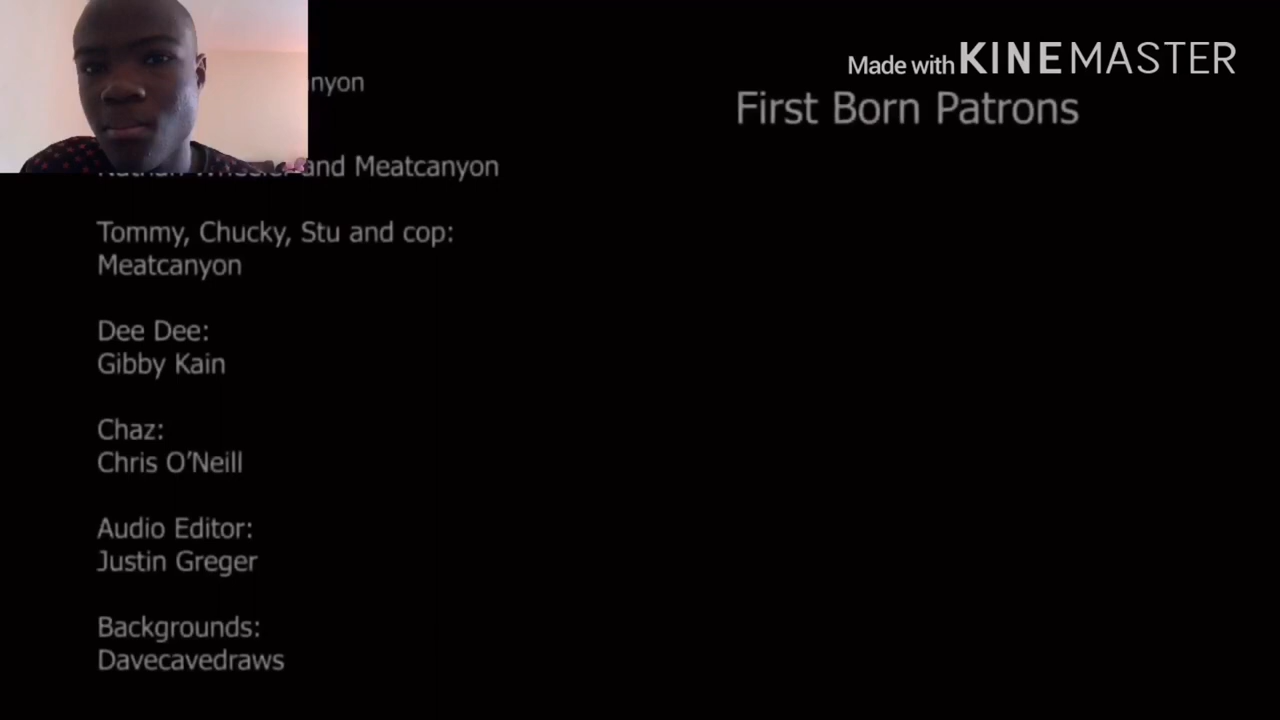 Made with KINEMASTER
nyon
First Born Patrons
and Meatcanyon
Tommy, Chucky, Stu and cop:
Meatcanyon
Dee Dee:
Gibby Kain
Chaz:
Chris O'Neill
Audio Editor:
Justin Greger
Backgrounds:
Davecavedraws